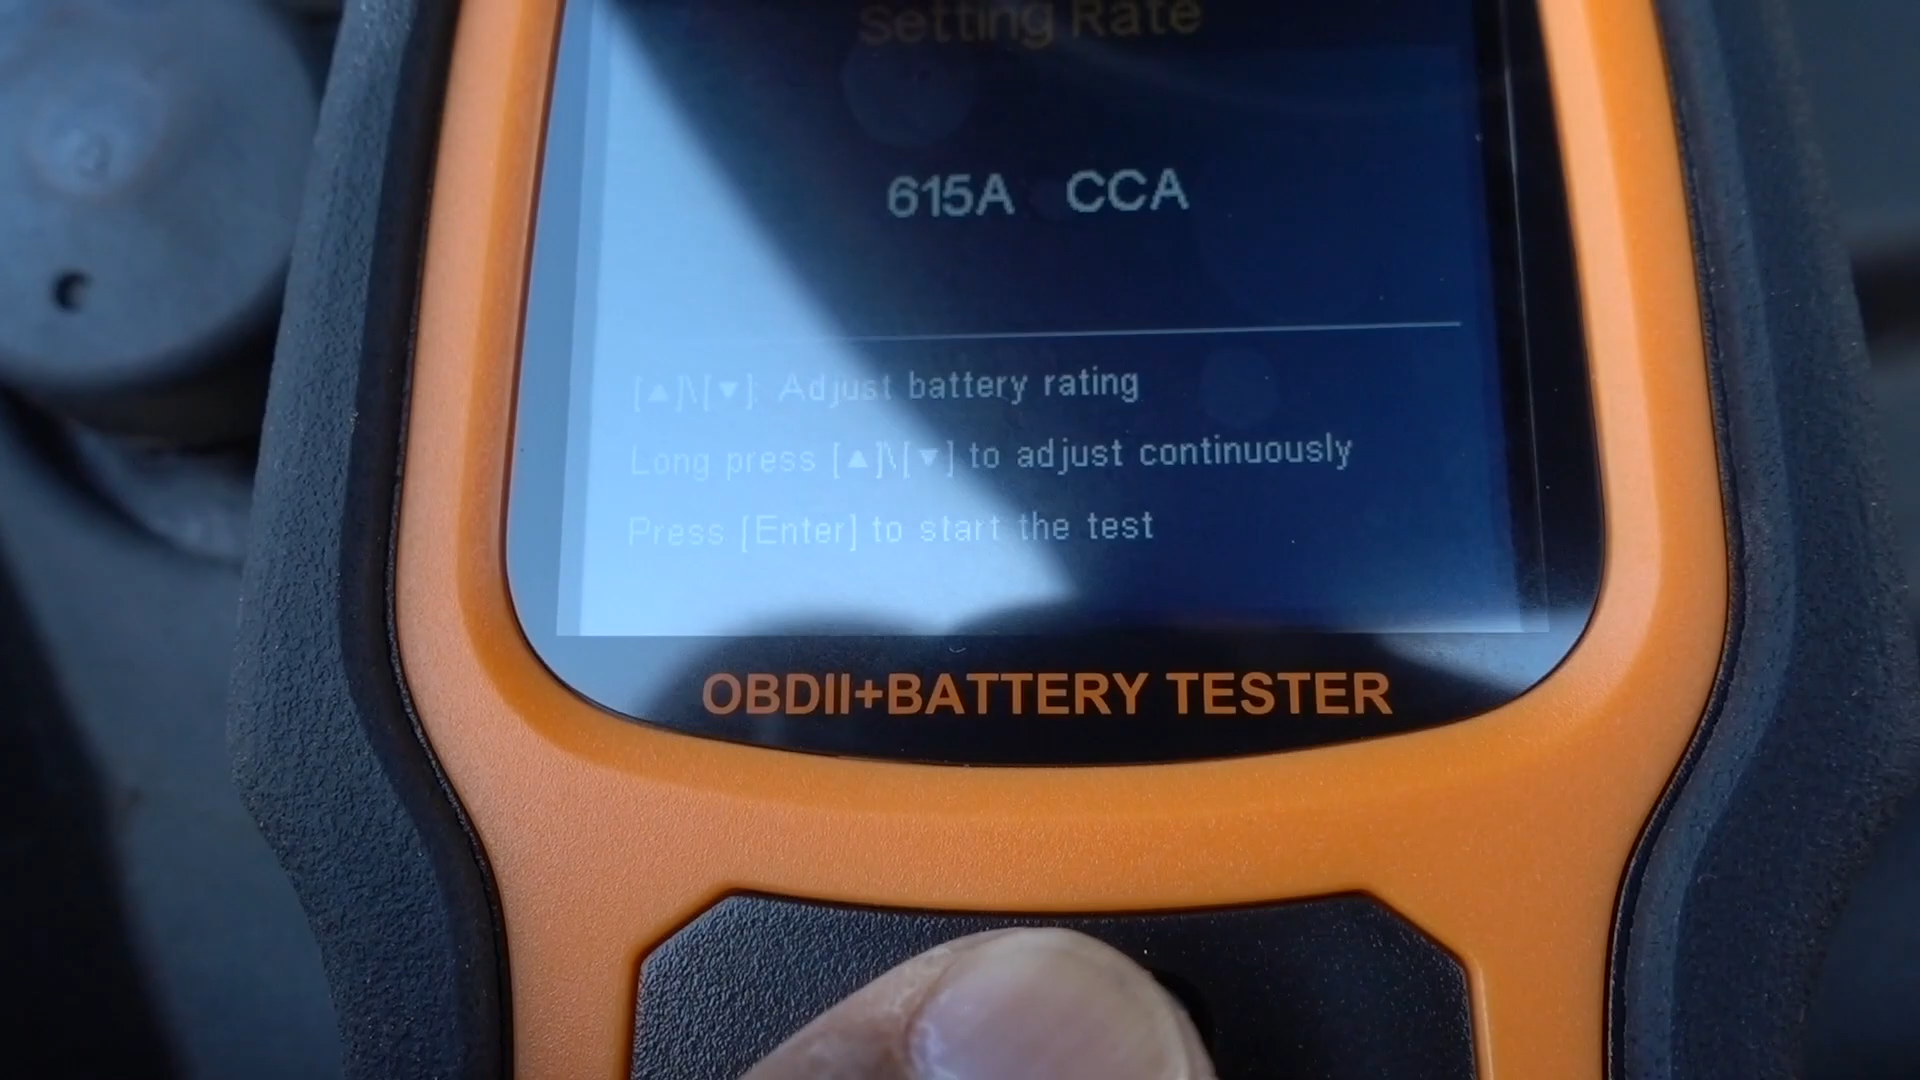 Setting Rate
615A CCA
[▲]\[▼]: Adjust battery rating
Long press [▲]\[▼] to adjust continuously
Press [Enter] to start the test
OBDII+BATTERY TESTER